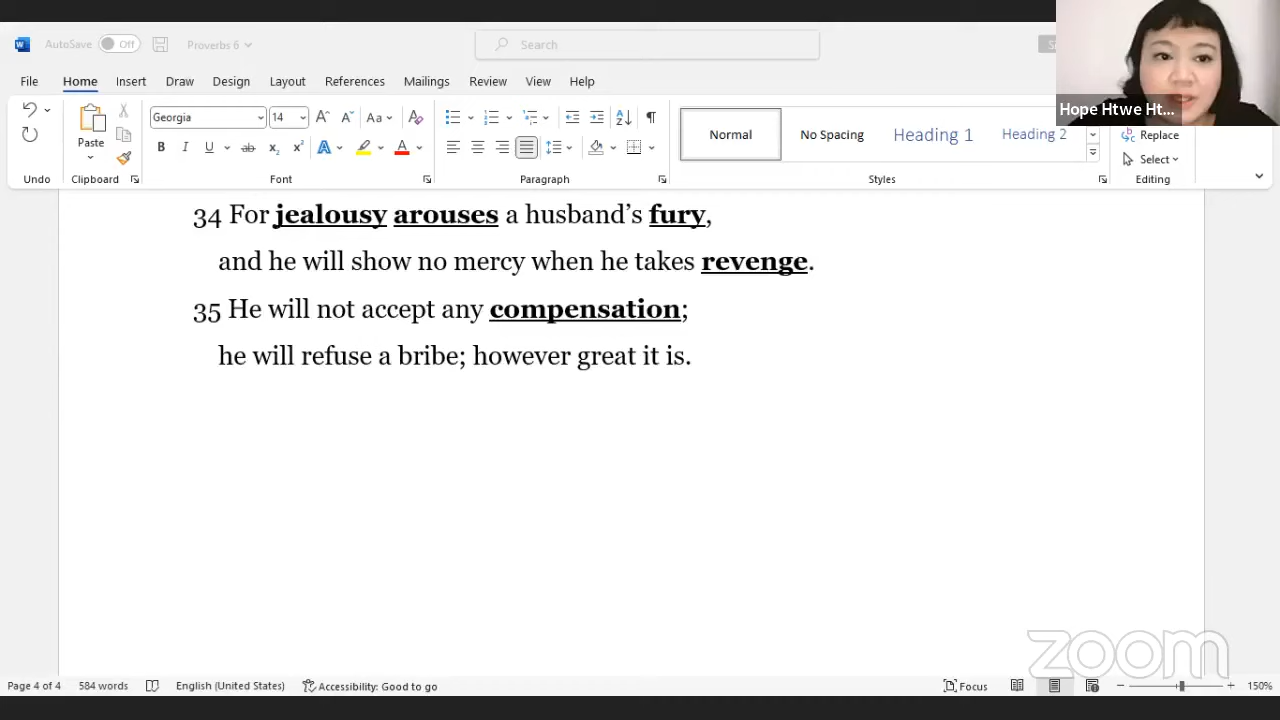 AutoSave Off Proverbs 6 Search
Hope Htwe Ht...
File Home Insert Draw Design Layout References Mailings Review View Help
Georgia 14 Aa Normal No Spacing Heading 1 Heading 2 Replace
Paste Select
Undo Clipboard Font Paragraph Styles Editing
34 For jealousy arouses a husband’s fury,
and he will show no mercy when he takes revenge.
35 He will not accept any compensation;
he will refuse a bribe; however great it is.
zoom
Page 4 of 4 584 words English (United States) Accessibility: Good to go Focus 150%